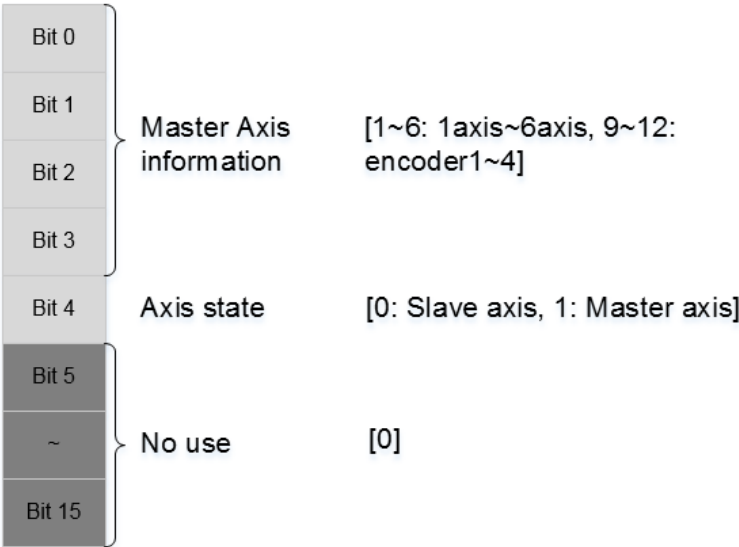 Bit 0
Bit 1
Master Axis [1~6: 1axis~6axis, 9~12:
information encoder1~4]
Bit 2
Bit 3
Bit 4 Axis state [0: Slave axis, 1: Master axis]
Bit 5
~ No use [0]
Bit 15